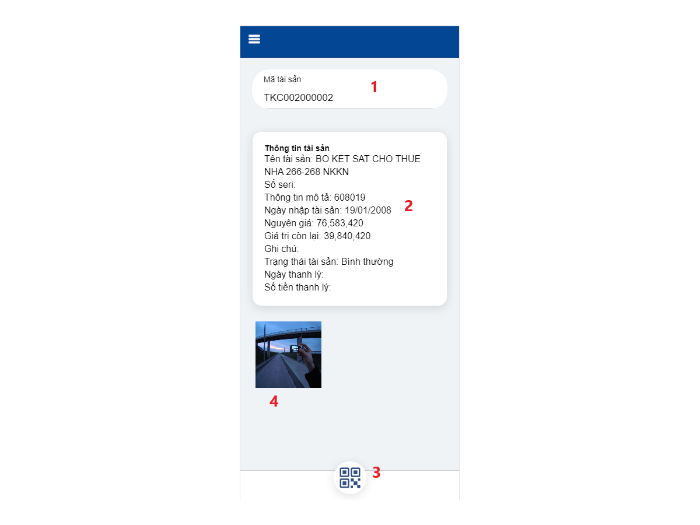 Mã tài sản
1
TKC002000002
Thông tin tài sản
Tên tài sản: BO KET SAT CHO THUE
NHA 266-268 NKKN
Số seri:
Thông tin mô tả: 608019
Ngày nhập tài sản: 19/01/2008
2
Nguyên giá: 76,583,420
Giá trị còn lại: 39,840,420
Ghi chú:
Trạng thái tài sản: Bình thường
Ngày thanh lý:
Số tiền thanh lý:
4
3